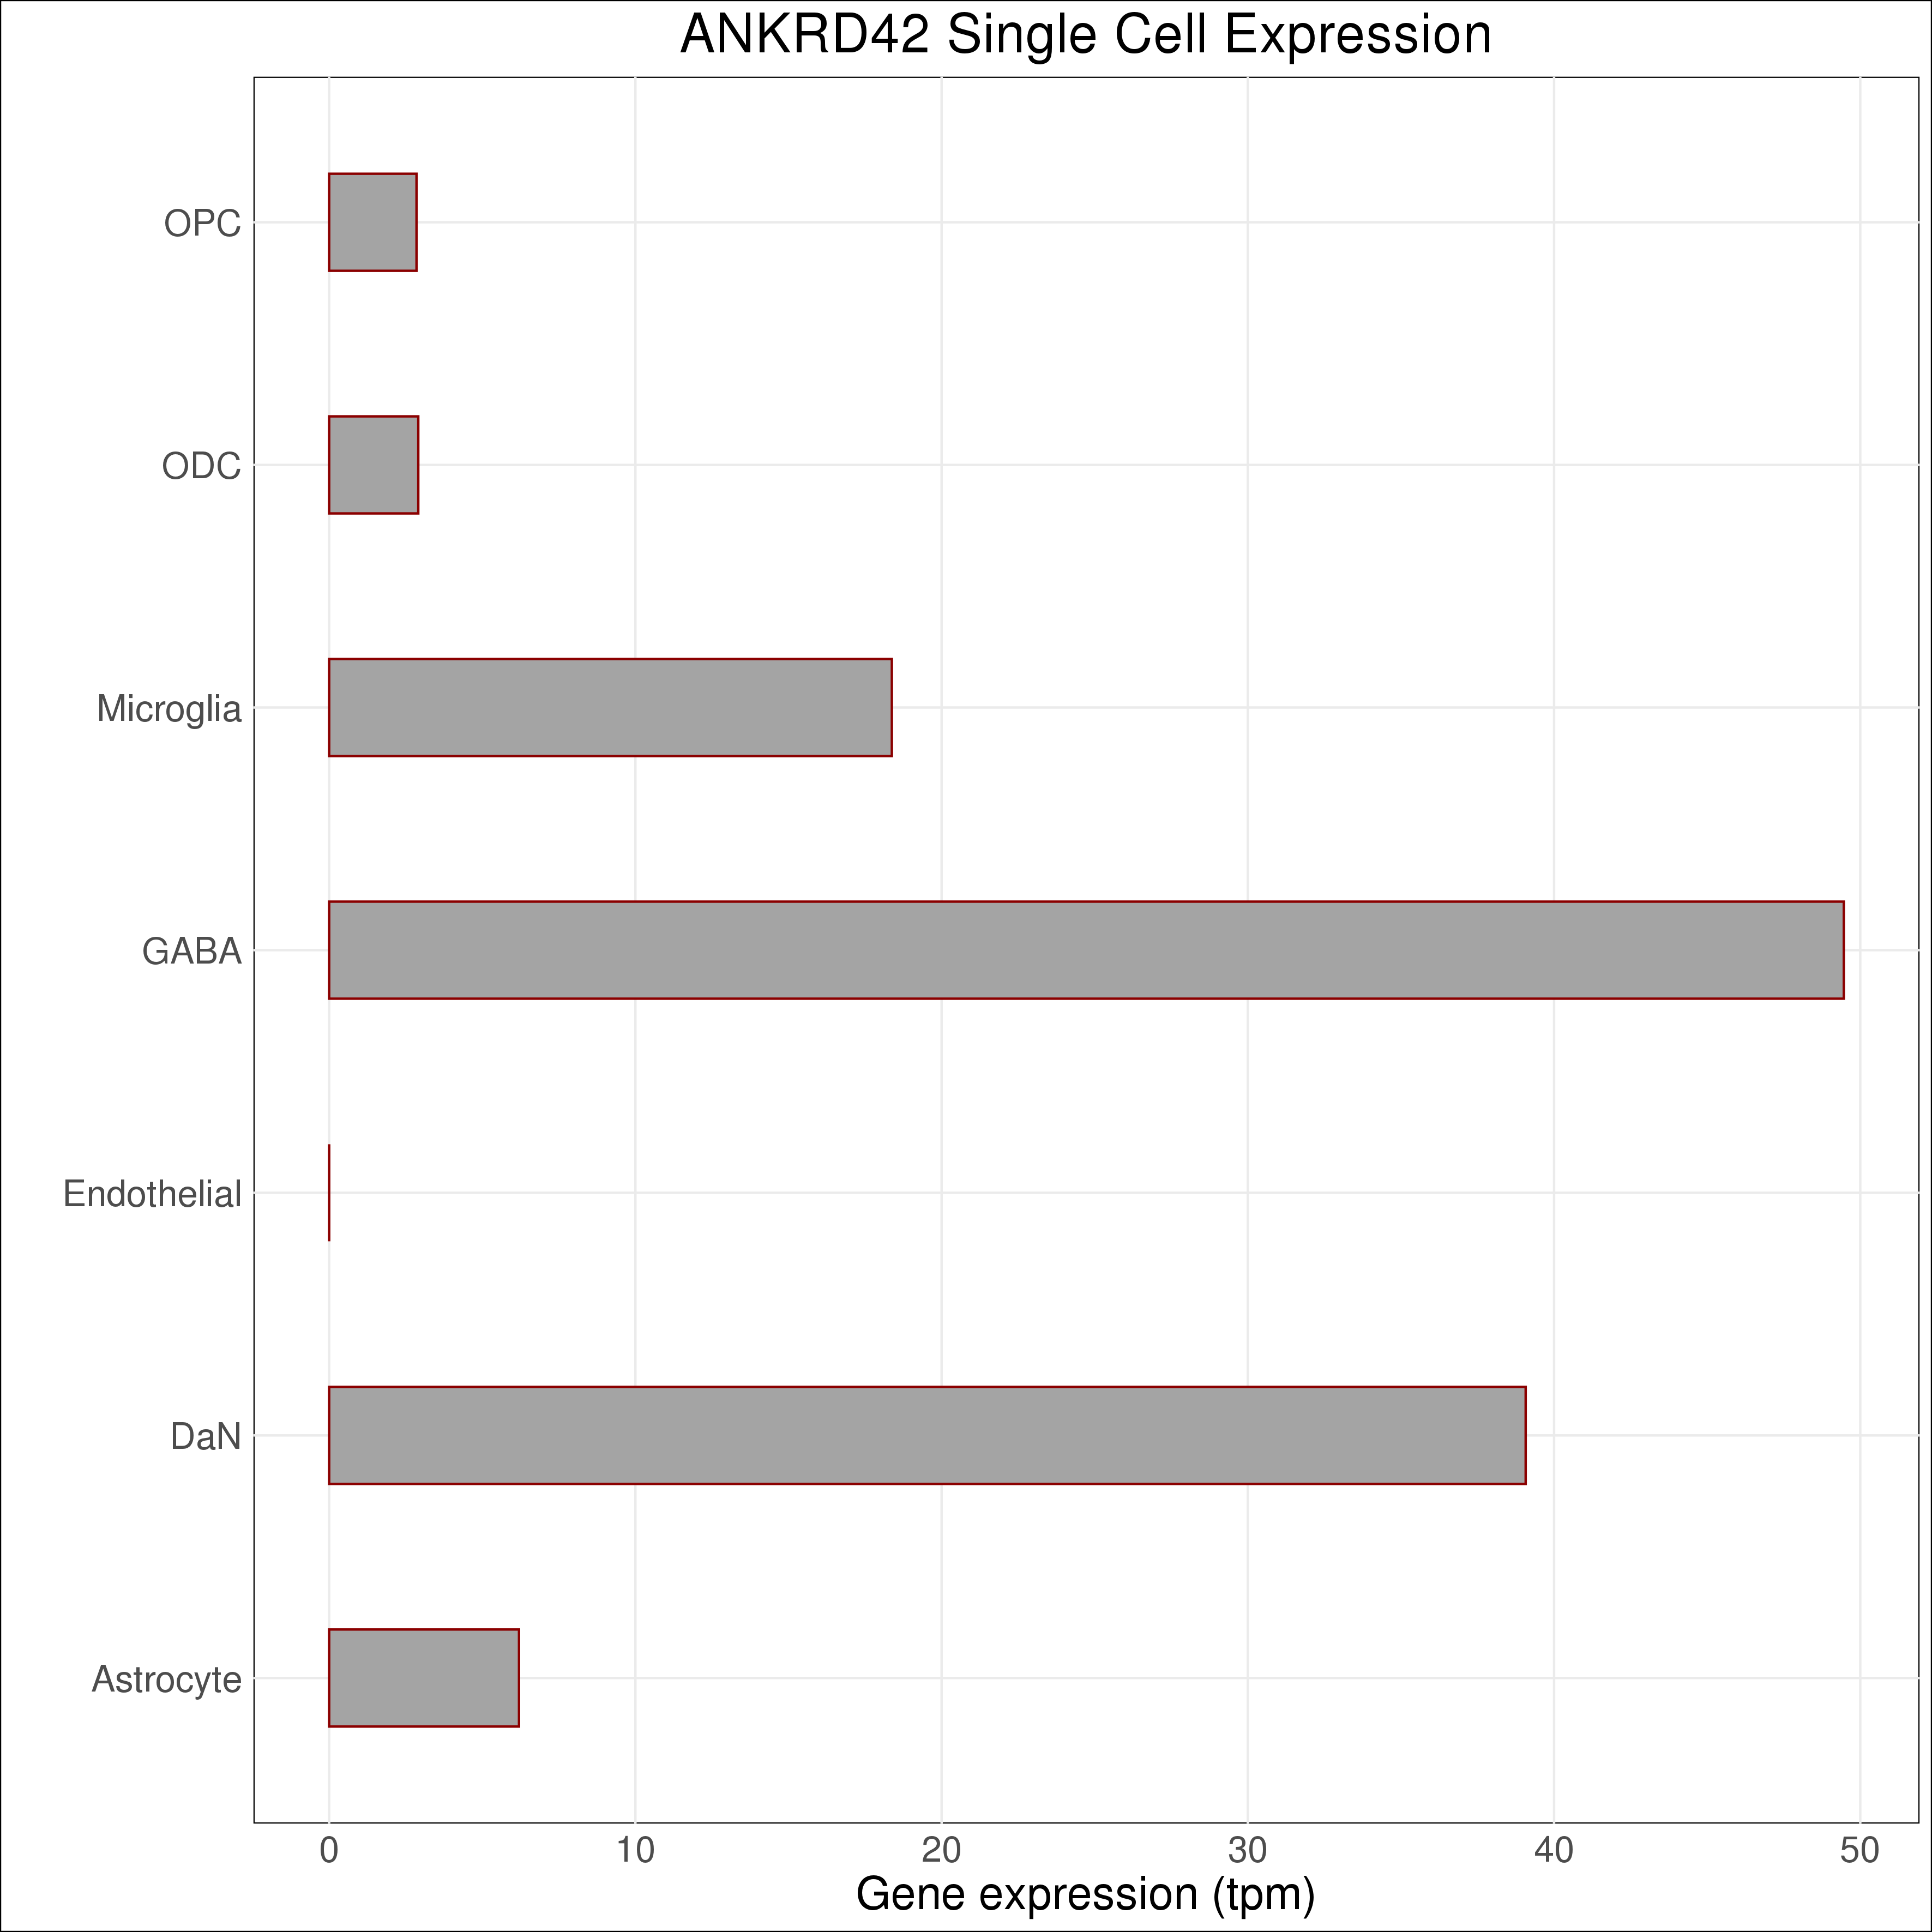 ANKRD42 Single Cell Expression
OPC
ODC
Microglia
GABA
Endothelial
DaN
Astrocyte
0 10 20 30 40 50
Gene expression (tpm)